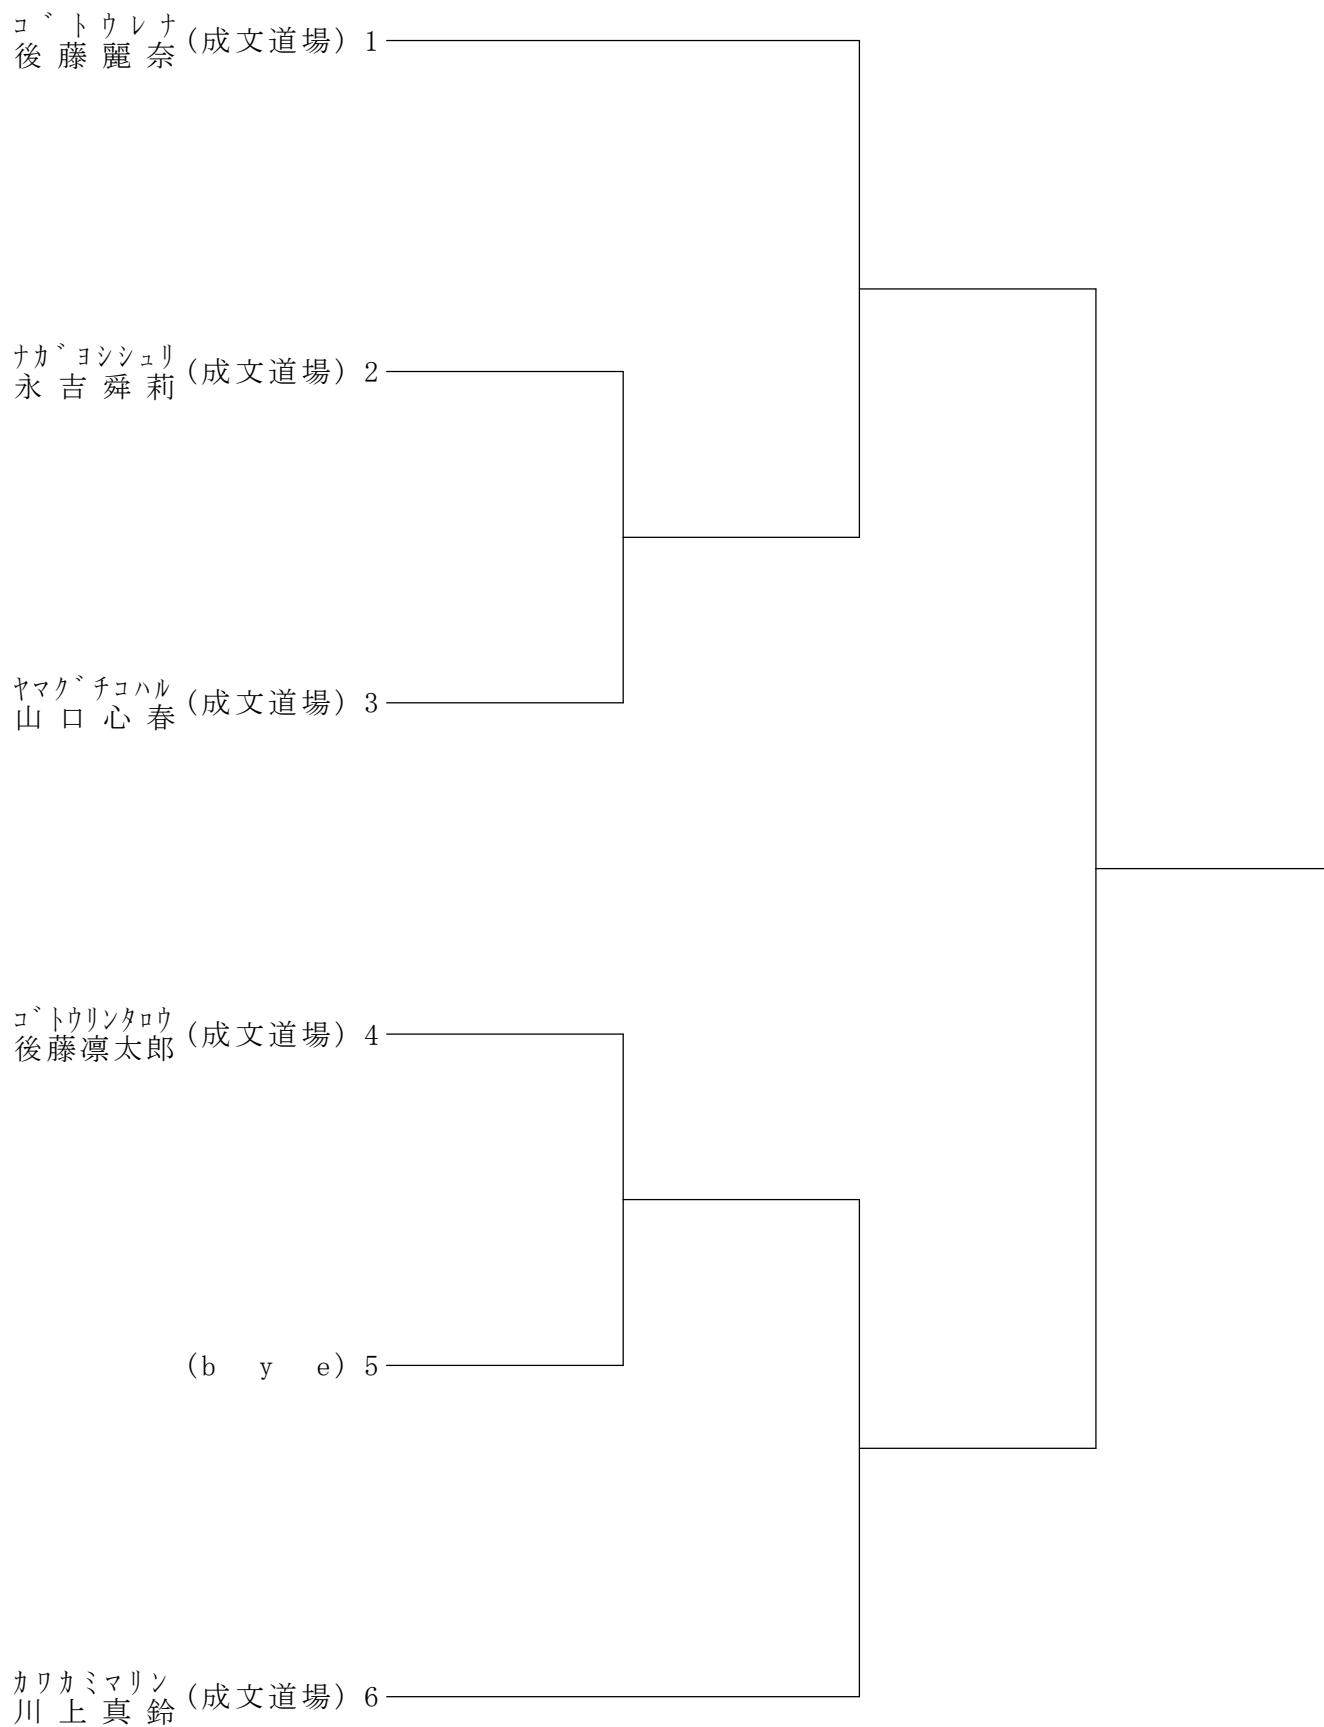 ゴトウレナ
後藤麗奈 (成文道場) 1
ナガヨシシュリ
永吉舜莉 (成文道場) 2
ヤマグチコハル
山口心春 (成文道場) 3
ゴトウリンタロウ
後藤凛太郎 (成文道場) 4
(bye) 5
カワカミマリン
川上真鈴 (成文道場) 6